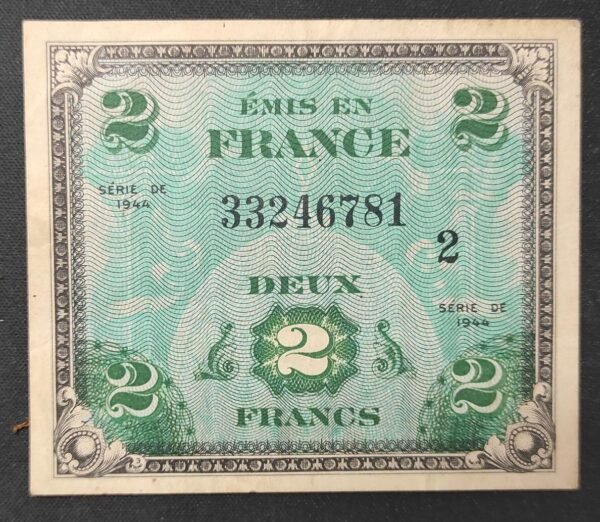 2 ÉMIS EN 2
FRANCE
SÉRIE DE
1944
33246781
2
DEUX
SÉRIE DE
1944
2 2 2
FRANCS